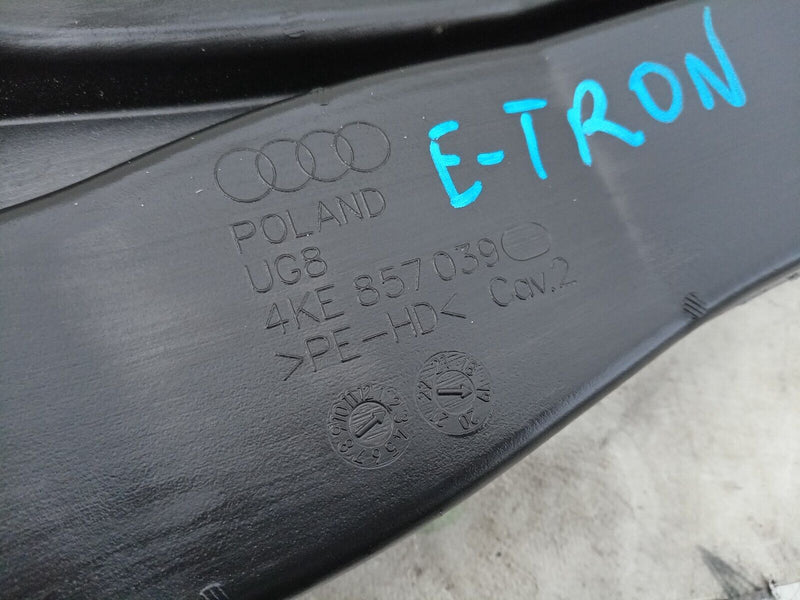 E-TRON
POLAND
UG8
4KE 857 039
>PE-HD< Cav.2